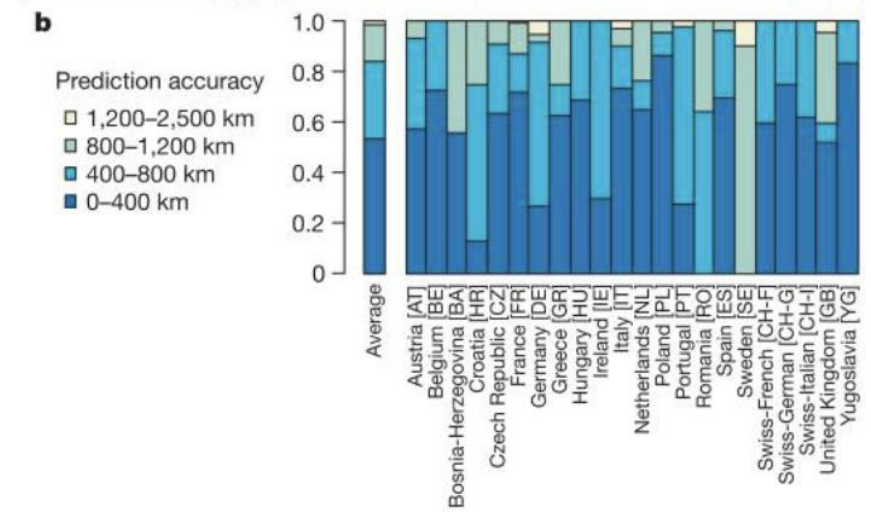 b
Prediction accuracy
1,200–2,500 km
800–1,200 km
400–800 km
0–400 km
1.0
0.8
0.6
0.4
0.2
0
Average
Austria [AT]
Belgium [BE]
Bosnia-Herzegovina [BA]
Croatia [HR]
Czech Republic [CZ]
France [FR]
Germany [DE]
Greece [GR]
Hungary [HU]
Ireland [IE]
Italy [IT]
Netherlands [NL]
Poland [PL]
Portugal [PT]
Romania [RO]
Spain [ES]
Sweden [SE]
Swiss-French [CH-F]
Swiss-German [CH-G]
Swiss-Italian [CH-I]
United Kingdom [GB]
Yugoslavia [YG]